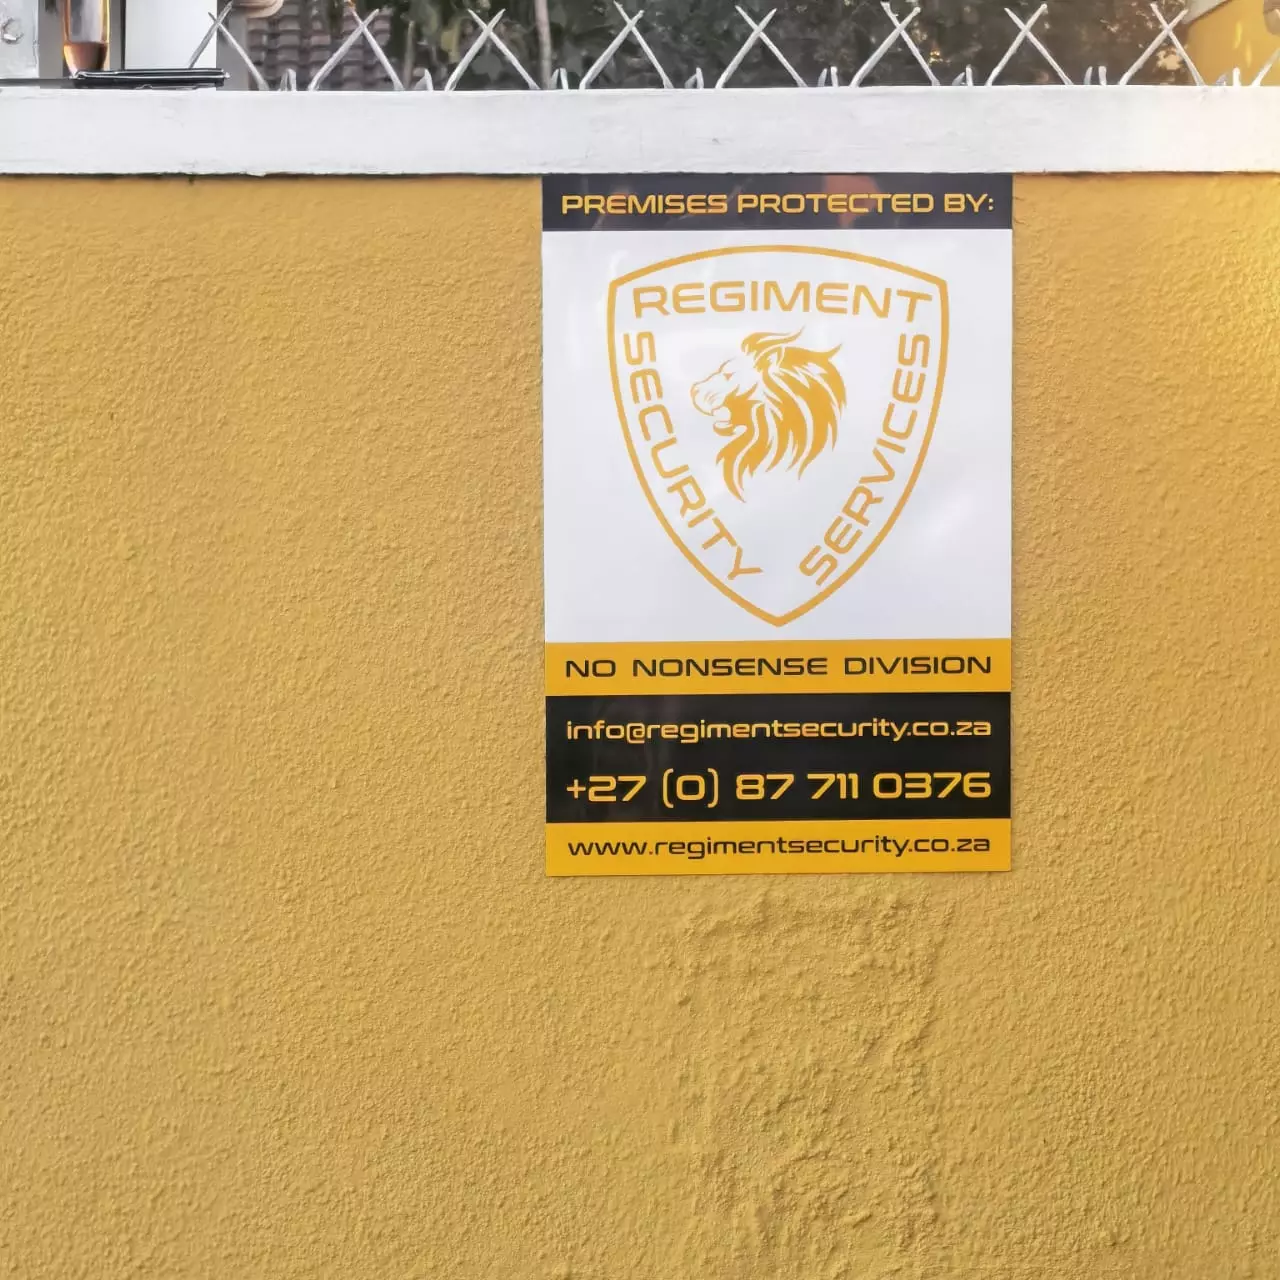 PREMISES PROTECTED BY:
REGIMENT
SECURITY
SERVICES
NO NONSENSE DIVISION
info@regimentsecurity.co.za
+27 (0) 87 711 0376
www.regimentsecurity.co.za